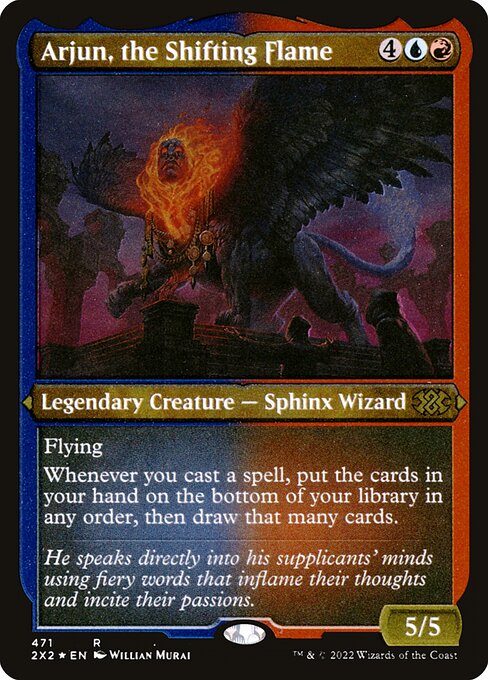 Arjun, the Shifting Flame 4
Legendary Creature — Sphinx Wizard
Flying
Whenever you cast a spell, put the cards in
your hand on the bottom of your library in
any order, then draw that many cards.
He speaks directly into his supplicants' minds
using fiery words that inflame their thoughts
and incite their passions.
5/5
471 R
2X2 ★ EN Willian Murai
™ & © 2022 Wizards of the Coast